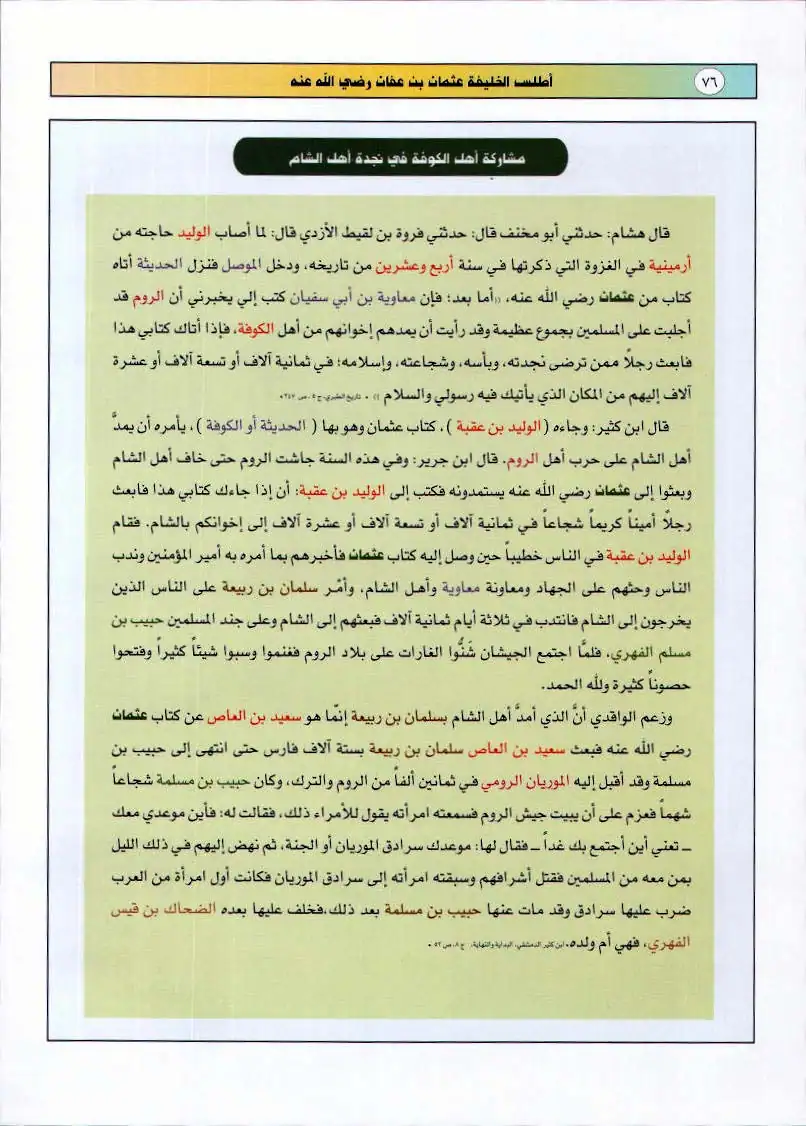 أطلس الخليفة عثمان بن عفان رضي الله عنه
٧٦
مشاركة أهل الكوفة في نجدة أهل الشام
قال هشام: حدثني أبو مخنف قال: حدثني فروة بن لقيط الأزدي قال: لما أصاب الوليد حاجته من
أرمينية في الغزوة التي ذكرتها في سنة أربع وعشرين من تاريخه، ودخل الموصل فنزل الحديثة أتاه
كتاب من عثمان رضي الله عنه، ((أما بعد؛ فإن معاوية بن أبي سفيان كتب إلي يخبرني أن الروم قد
أجلبت على المسلمين بجموع عظيمة وقد رأيت أن يمدهم إخوانهم من أهل الكوفة، فإذا أتاك كتابي هذا
فابعث رجلاً ممن ترضى نجدته، وبأسه، وشجاعته، وإسلامه؛ في ثمانية آلاف أو تسعة آلاف أو عشرة
آلاف إليهم من المكان الذي يأتيك فيه رسولي والسلام )) • تاريخ الطبري، ج ٥ ، ص ٢٤٧ •
قال ابن كثير: وجاءه ( الوليد بن عقبة )، كتاب عثمان وهو بها ( الحديثة أو الكوفة )، يأمره أن يمدَّ
أهل الشام على حرب أهل الروم. قال ابن جرير: وفي هذه السنة جاشت الروم حتى خاف أهل الشام
وبعثوا إلى عثمان رضي الله عنه يستمدونه فكتب إلى الوليد بن عقبة: أن إذا جاءك كتابي هذا فابعث
رجلاً أميناً كريماً شجاعاً في ثمانية آلاف أو تسعة آلاف أو عشرة آلاف إلى إخوانكم بالشام. فقام
الوليد بن عقبة في الناس خطيباً حين وصل إليه كتاب عثمان فأخبرهم بما أمره به أمير المؤمنين وندب
الناس وحثهم على الجهاد ومعاونة معاوية وأهل الشام، وأمّر سلمان بن ربيعة على الناس الذين
يخرجون إلى الشام فانتدب في ثلاثة أيام ثمانية آلاف فبعثهم إلى الشام وعلى جند المسلمين حبيب بن
مسلم الفهري، فلمَّا اجتمع الجيشان شَنُّوا الغارات على بلاد الروم فغنموا وسبوا شيئاً كثيراً وفتحوا
حصوناً كثيرة ولله الحمد.
وزعم الواقدي أنَّ الذي أمدَّ أهل الشام بسلمان بن ربيعة إنّما هو سعيد بن العاص عن كتاب عثمان
رضي الله عنه فبعث سعيد بن العاص سلمان بن ربيعة بستة آلاف فارس حتى انتهى إلى حبيب بن
مسلمة وقد أقبل إليه الموريان الرومي في ثمانين ألفاً من الروم والترك، وكان حبيب بن مسلمة شجاعاً
شهماً فعزم على أن يبيت جيش الروم فسمعته امرأته يقول للأمراء ذلك، فقالت له: فأين موعدي معك
ـ تعني أين أجتمع بك غداً ـ فقال لها: موعدك سرادق الموريان أو الجنة، ثم نهض إليهم في ذلك الليل
بمن معه من المسلمين فقتل أشرافهم وسبقته امرأته إلى سرادق الموريان فكانت أول امرأة من العرب
ضرب عليها سرادق وقد مات عنها حبيب بن مسلمة بعد ذلك،فخلف عليها بعده الضحاك بن قيس
الفهري، فهي أم ولده. • ابن كثير الدمشقي، البداية والنهاية، ج ٨، ص ٥٢ •